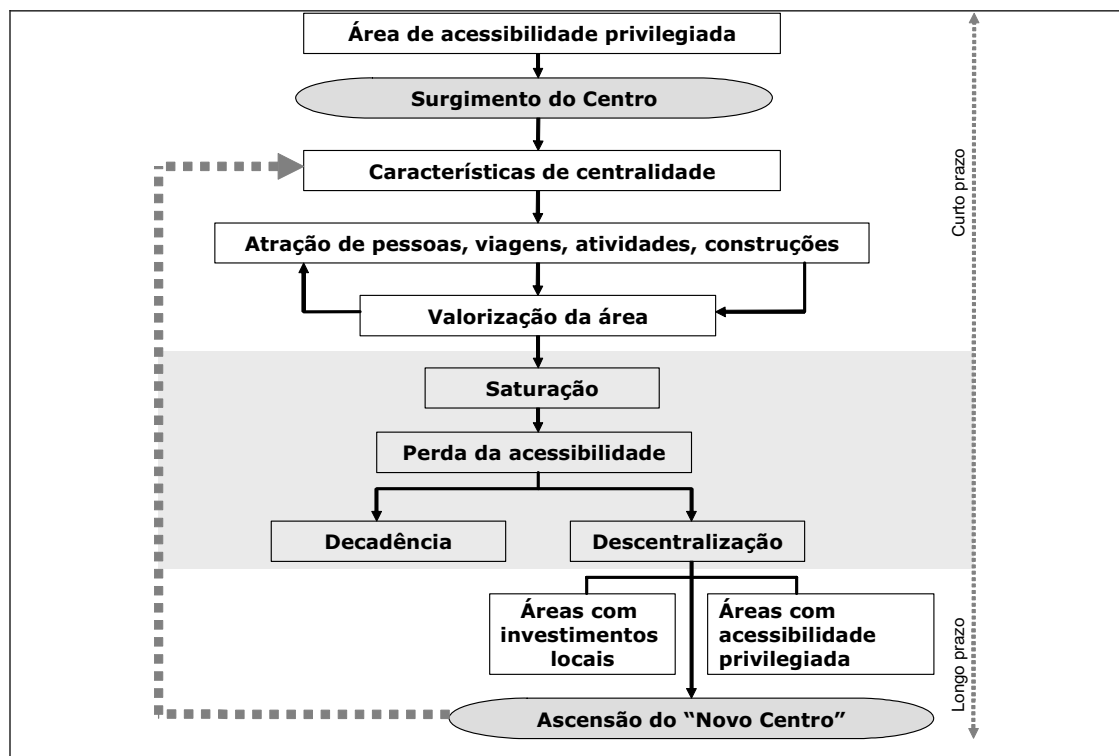 Área de acessibilidade privilegiada
Surgimento do Centro
Características de centralidade
Atração de pessoas, viagens, atividades, construções
Valorização da área
Saturação
Perda da acessibilidade
Decadência
Descentralização
Áreas com
investimentos
locais
Áreas com
acessibilidade
privilegiada
Ascensão do “Novo Centro”
Curto prazo
Longo prazo